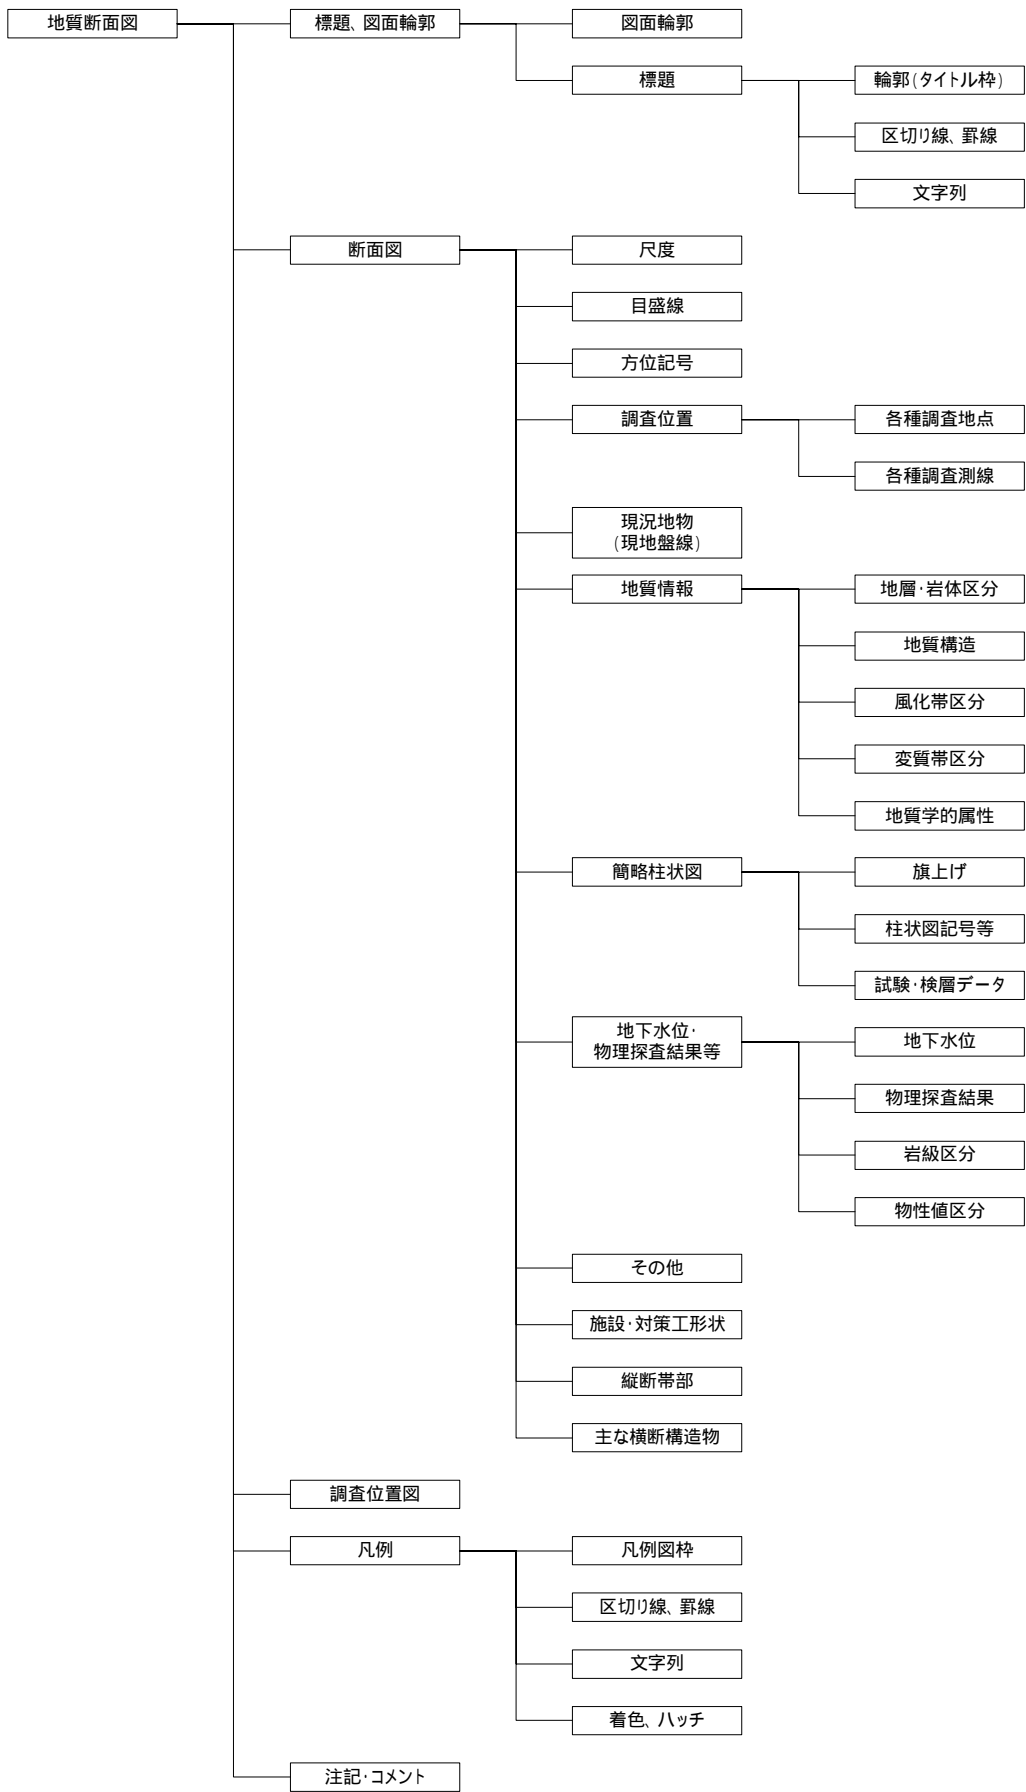 地質断面図
標題、図面輪郭
図面輪郭
標題
輪郭(タイトル枠)
区切り線、罫線
文字列
断面図
尺度
目盛線
方位記号
調査位置
各種調査地点
各種調査測線
現況地物
(現地盤線)
地質情報
地層・岩体区分
地質構造
風化帯区分
変質帯区分
地質学的属性
簡略柱状図
旗上げ
柱状図記号等
試験・検層データ
地下水位・
物理探査結果等
地下水位
物理探査結果
岩級区分
物性値区分
その他
施設・対策工形状
縦断帯部
主な横断構造物
調査位置図
凡例
凡例図枠
区切り線、罫線
文字列
着色、ハッチ
注記・コメント